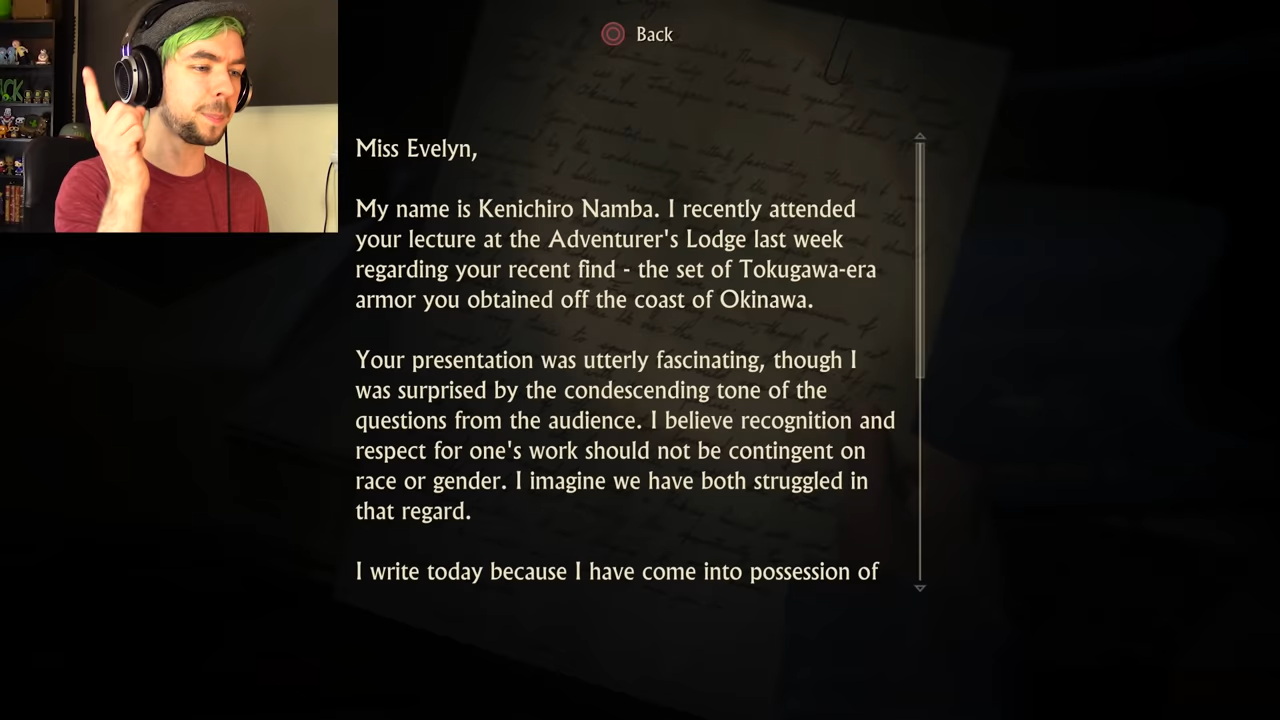 Back
Miss Evelyn,
My name is Kenichiro Namba. I recently attended
your lecture at the Adventurer's Lodge last week
regarding your recent find - the set of Tokugawa-era
armor you obtained off the coast of Okinawa.
Your presentation was utterly fascinating, though I
was surprised by the condescending tone of the
questions from the audience. I believe recognition and
respect for one's work should not be contingent on
race or gender. I imagine we have both struggled in
that regard.
I write today because I have come into possession of